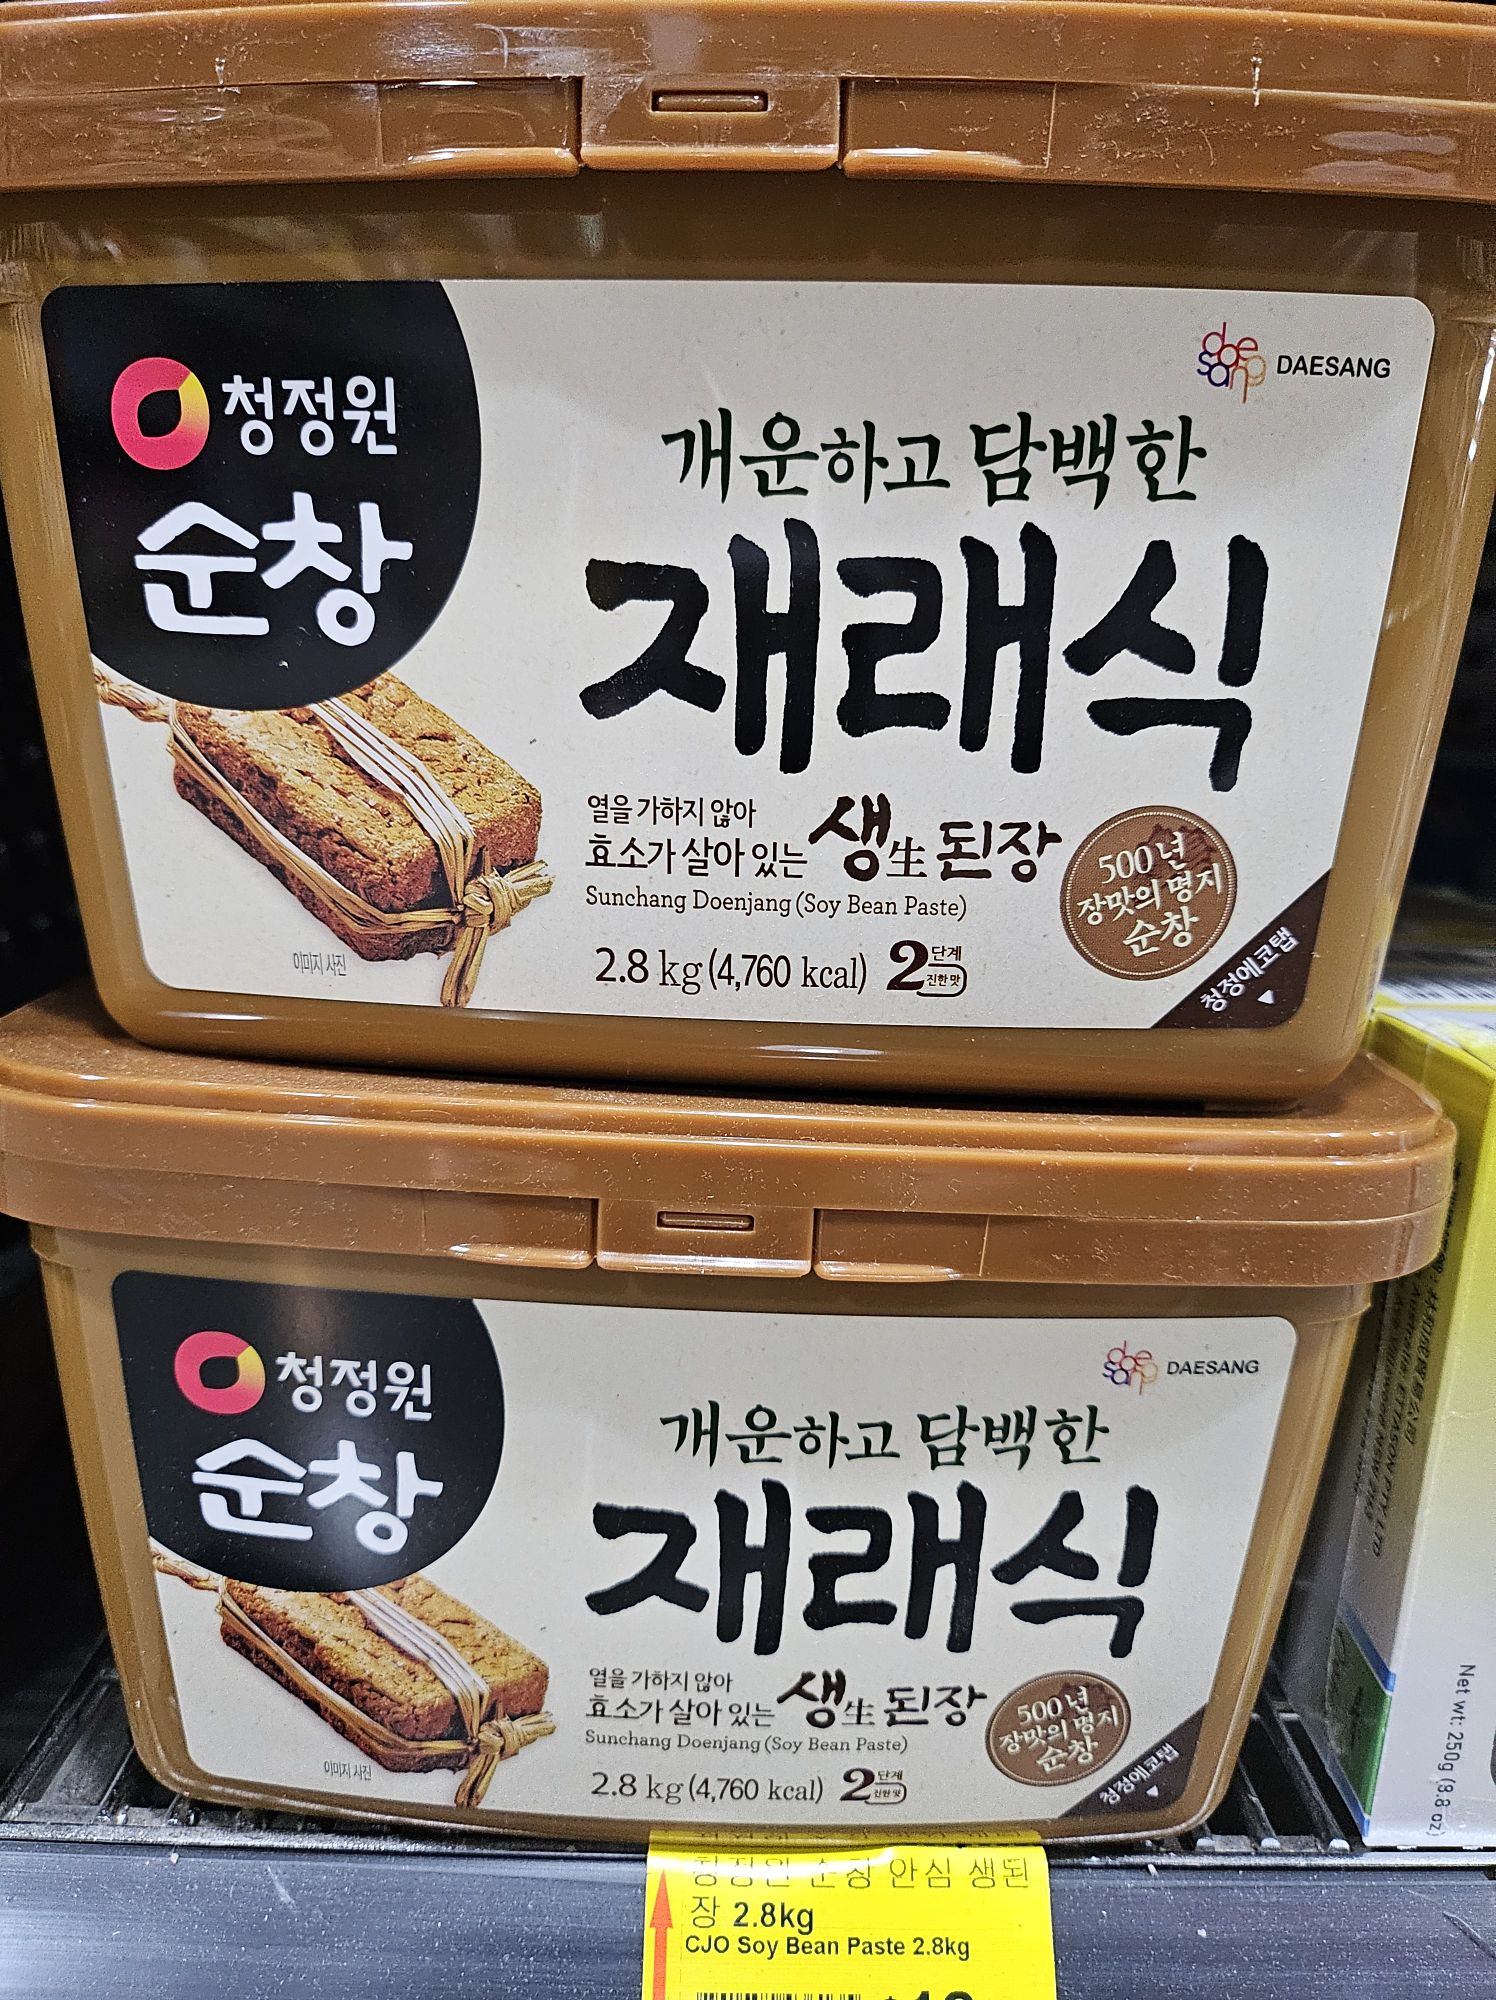 청정원
순창
DAESANG
개운하고 담백한
재래식
열을 가하지 않아
효소가 살아 있는 생生 된장
Sunchang Doenjang (Soy Bean Paste)
2.8 kg (4,760 kcal) 2단계
진한 맛
500년
장맛의 명지
순창
청정에코탭
이미지 사진
청정원
순창
DAESANG
개운하고 담백한
재래식
열을 가하지 않아
효소가 살아 있는 생生 된장
Sunchang Doenjang (Soy Bean Paste)
2.8 kg (4,760 kcal) 2단계
진한 맛
500년
장맛의 명지
순창
청정에코탭
이미지 사진
청정원 순창 안심 생된
장 2.8kg
CJO Soy Bean Paste 2.8kg
Net wt: 250g (8.8 oz)